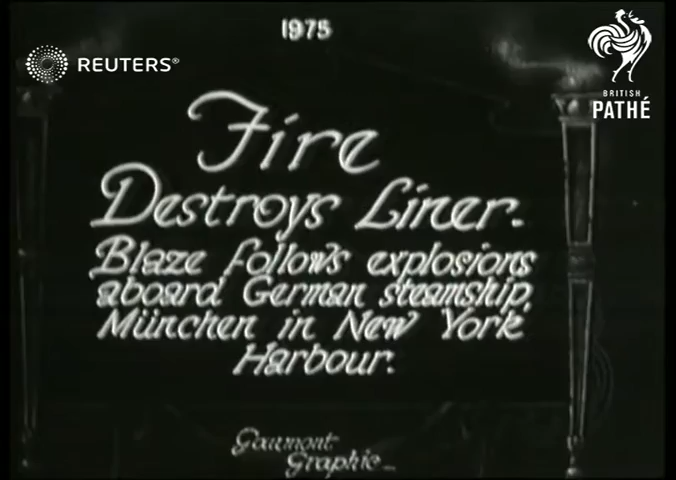 1975
REUTERS®
BRITISH
PATHÉ
Fire
Destroys Liner.
Blaze follows explosions
aboard German steamship,
München in New York
Harbour.
Gaumont
Graphic